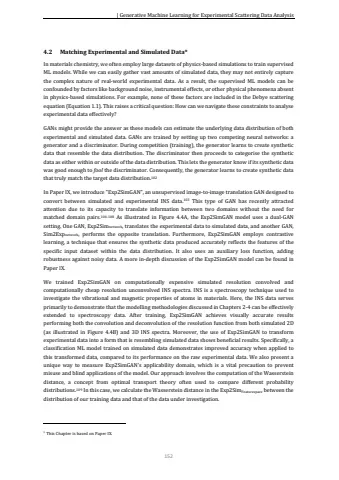 | Generative Machine Learning for Experimental Scattering Data Analysis
4.2 Matching Experimental and Simulated Data*
In materials chemistry, we often employ large datasets of physics-based simulations to train supervised
ML models. While we can easily gather vast amounts of simulated data, they may not entirely capture
the complex nature of real-world experimental data. As a result, the supervised ML models can be
confounded by factors like background noise, instrumental effects, or other physical phenomena absent
in physics-based simulations. For example, none of these factors are included in the Debye scattering
equation (Equation 1.1). This raises a critical question: How can we navigate these constraints to analyse
experimental data effectively?
GANs might provide the answer as these models can estimate the underlying data distribution of both
experimental and simulated data. GANs are trained by setting up two competing neural networks: a
generator and a discriminator. During competition (training), the generator learns to create synthetic
data that resemble the data distribution. The discriminator then proceeds to categorise the synthetic
data as either within or outside of the data distribution. This lets the generator know if its synthetic data
was good enough to fool the discriminator. Consequently, the generator learns to create synthetic data
that truly match the target data distribution.
In Paper IX, we introduce "Exp2SimGAN", an unsupervised image-to-image translation GAN designed to
convert between simulated and experimental INS data. This type of GAN has recently attracted
attention due to its capacity to translate information between two domains without the need for
matched domain pairs. As illustrated in Figure 4.4A, the Exp2SimGAN model uses a dual-GAN
setting. One GAN, Exp2Sim, translates the experimental data to simulated data, and another GAN,
Sim2Exp, performs the opposite translation. Furthermore, Exp2SimGAN employs contrastive
learning, a technique that ensures the synthetic data produced accurately reflects the features of the
specific input dataset within the data distribution. It also uses an auxiliary loss function, adding
robustness against noisy data. A more in-depth discussion of the Exp2SimGAN model can be found in
Paper IX.
We trained Exp2SimGAN on computationally expensive simulated resolution convolved and
computationally cheap resolution unconvolved INS spectra. INS is a spectroscopy technique used to
investigate the vibrational and magnetic properties of atoms in materials. Here, the INS data serves
primarily to demonstrate that the modelling methodologies discussed in Chapters 2-4 can be effectively
extended to spectroscopy data. After training, Exp2SimGAN achieves visually accurate results
performing both the convolution and deconvolution of the resolution function from both simulated 2D
(as illustrated in Figure 4.4B) and 3D INS spectra. Moreover, the use of Exp2SimGAN to transform
experimental data into a form that is resembling simulated data shows beneficial results. Specifically, a
classification ML model trained on simulated data demonstrates improved accuracy when applied to
this transformed data, compared to its performance on the raw experimental data. We also present a
unique way to measure Exp2SimGAN's applicability domain, which is a vital precaution to prevent
misuse and blind applications of the model. Our approach involves the computation of the Wasserstein
distance, a concept from optimal transport theory often used to compare different probability
distributions. In this case, we calculate the Wasserstein distance in the Exp2Sim between the
distribution of our training data and that of the data under investigation.
* This Chapter is based on Paper IX.
152